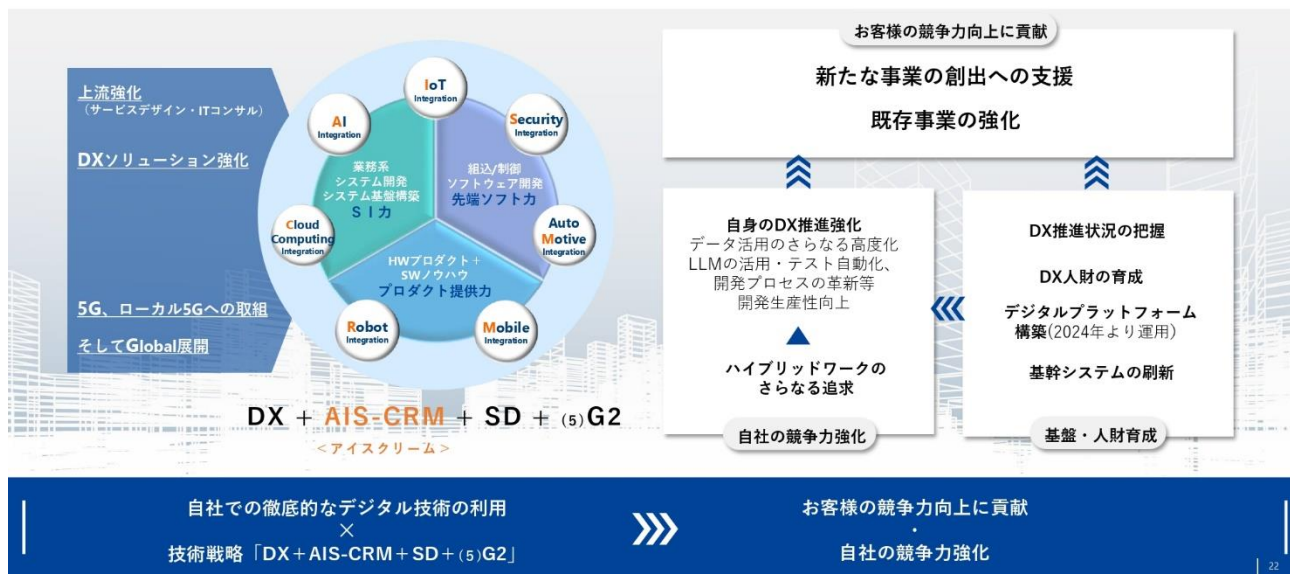 上流強化
（サービスデザイン・ITコンサル）
DXソリューション強化
5G、ローカル5Gへの取組
そしてGlobal展開
IoT
Integration
AI
Integration
Security
Integration
業務系
システム開発
システム基盤構築
ＳＩ力
組込/制御
ソフトウェア開発
先端ソフト力
Cloud
Computing
Integration
Auto
Motive
Integration
HWプロダクト＋
SWノウハウ
プロダクト提供力
Robot
Integration
Mobile
Integration
DX + AIS-CRM + SD + (5)G2
＜アイスクリーム＞
お客様の競争力向上に貢献
新たな事業の創出への支援
既存事業の強化
自身のDX推進強化
データ活用のさらなる高度化
LLMの活用・テスト自動化、
開発プロセスの革新等
開発生産性向上
ハイブリッドワークの
さらなる追求
自社の競争力強化
DX推進状況の把握
DX人財の育成
デジタルプラットフォーム
構築(2024年より運用)
基幹システムの刷新
基盤・人財育成
自社での徹底的なデジタル技術の利用
×
技術戦略「DX＋AIS-CRM＋SD＋(5)G2」
お客様の競争力向上に貢献
・
自社の競争力強化
22